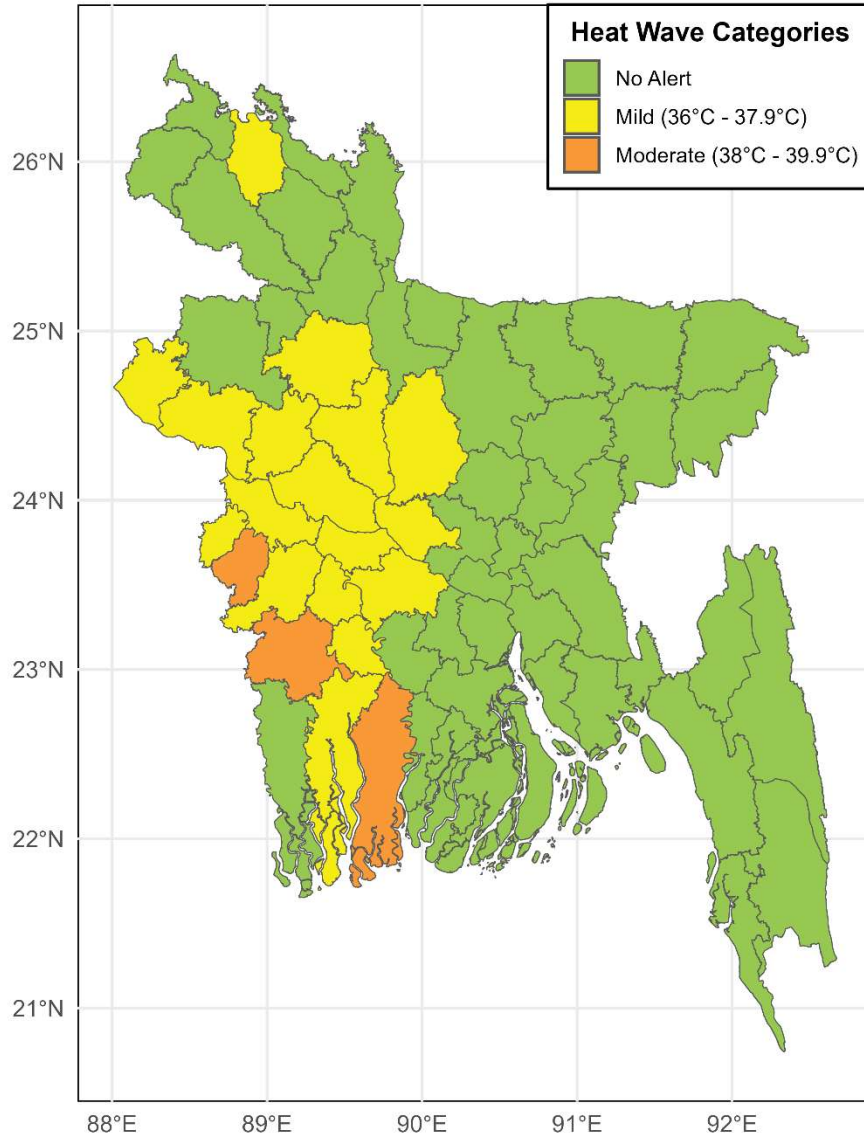 Heat Wave Categories
No Alert
Mild (36°C - 37.9°C)
Moderate (38°C - 39.9°C)
26°N
25°N
24°N
23°N
22°N
21°N
88°E 89°E 90°E 91°E 92°E